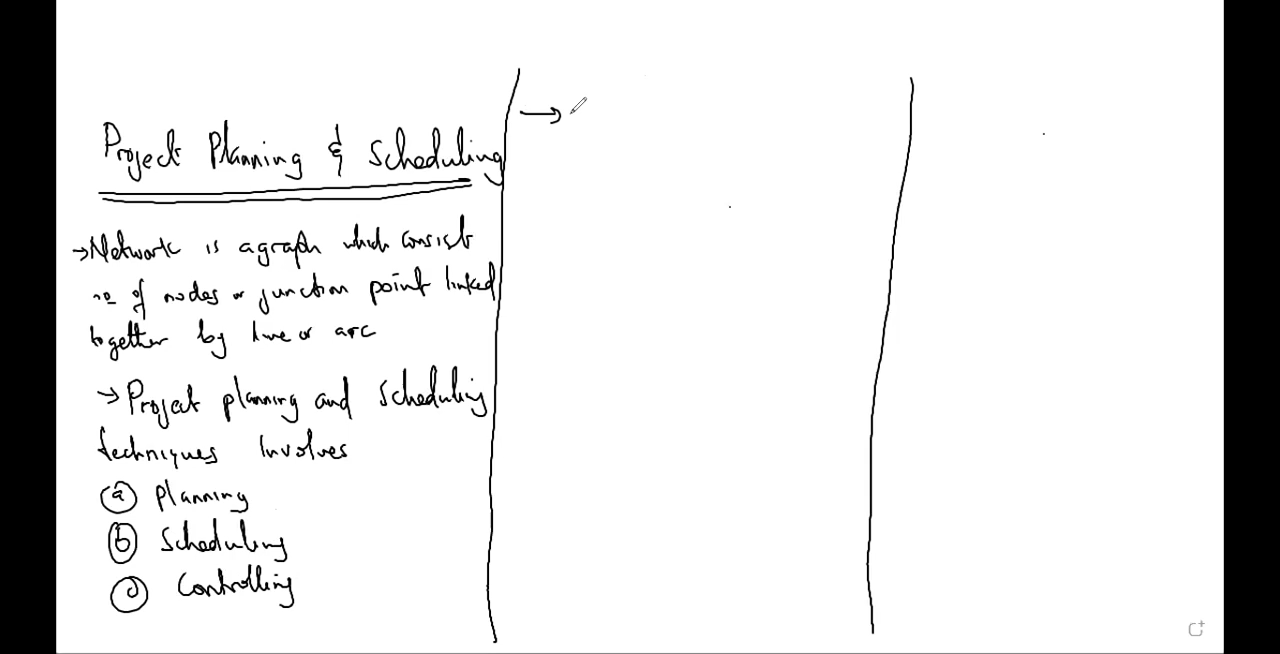 Project Planning & Scheduling
→ Network is a graph which consist
no of nodes or junction point linked
together by line or arc
→ Project planning and Scheduling
techniques involves
(a) Planning
(b) Scheduling
(c) Controlling
→